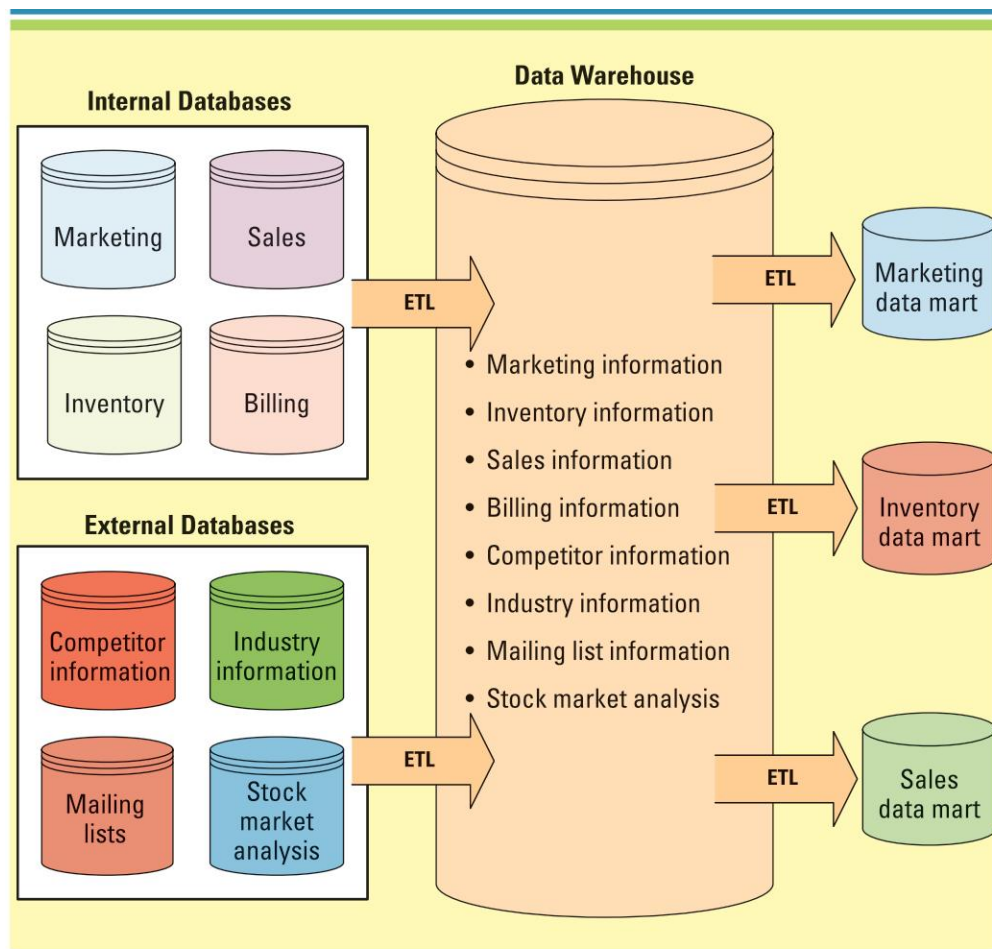 Data Warehouse
Internal Databases
Marketing
Sales
Inventory
Billing
ETL
External Databases
Competitor
information
Industry
information
Mailing
lists
Stock
market
analysis
ETL
• Marketing information
• Inventory information
• Sales information
• Billing information
• Competitor information
• Industry information
• Mailing list information
• Stock market analysis
ETL
Marketing
data mart
ETL
Inventory
data mart
ETL
Sales
data mart